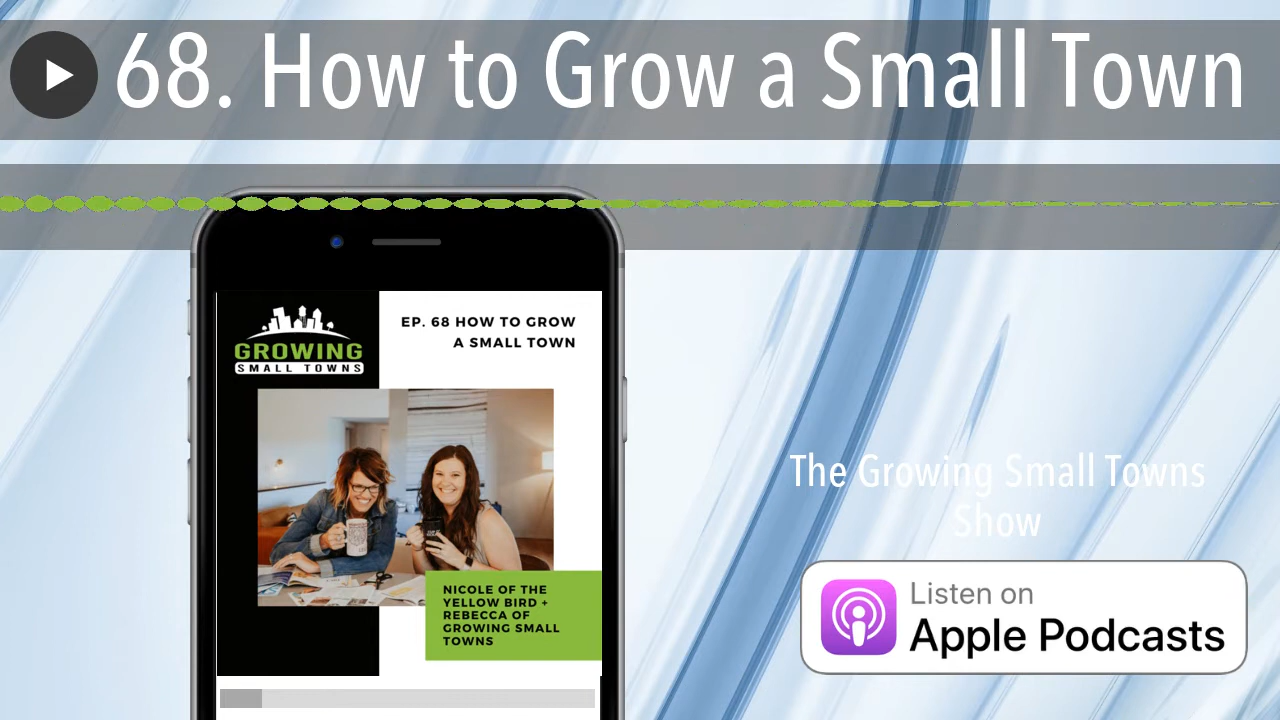 68. How to Grow a Small Town
GROWING
SMALL TOWNS
EP. 68 HOW TO GROW
A SMALL TOWN
NICOLE OF THE
YELLOW BIRD +
REBECCA OF
GROWING SMALL
TOWNS
The Growing Small Towns
Show
Listen on
Apple Podcasts